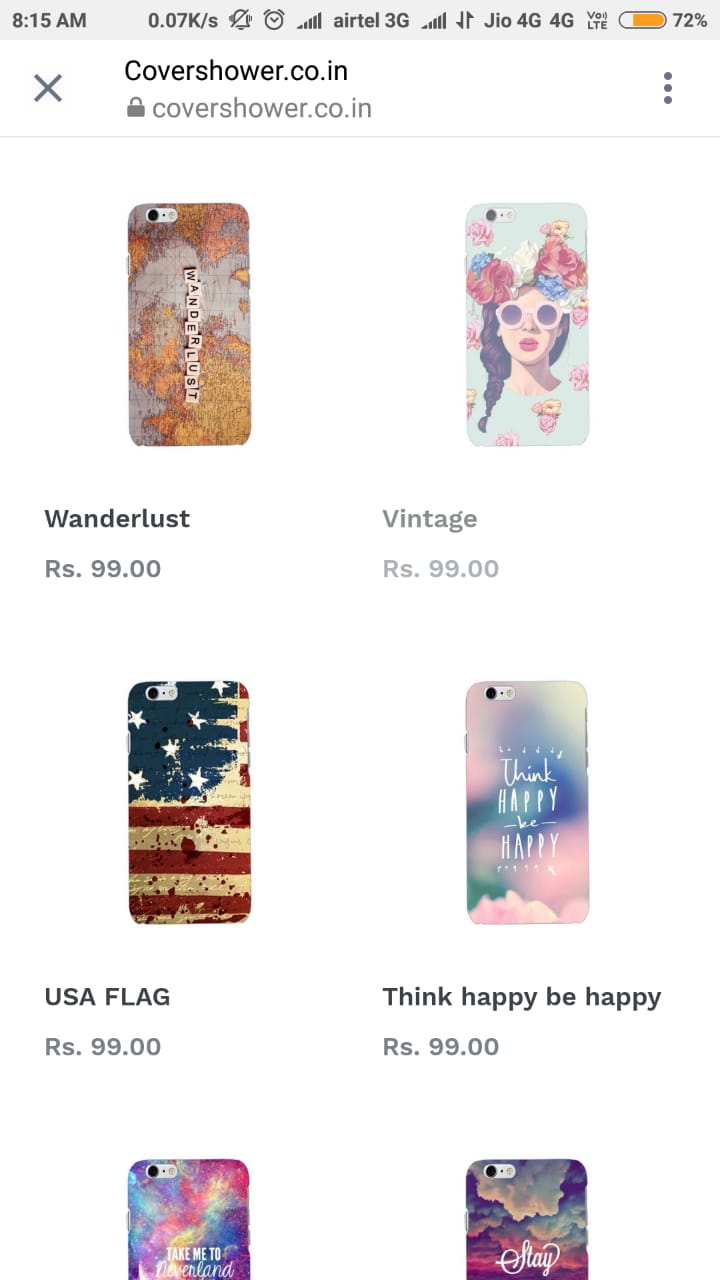 8:15 AM 0.07K/s airtel 3G Jio 4G 4G Vo)) LTE 72%
Covershower.co.in
covershower.co.in
WANDERLUST
Wanderlust
Vintage
Rs. 99.00
Rs. 99.00
Think
HAPPY
be
HAPPY
USA FLAG
Think happy be happy
Rs. 99.00
Rs. 99.00
TAKE ME TO
Neverland
Stay